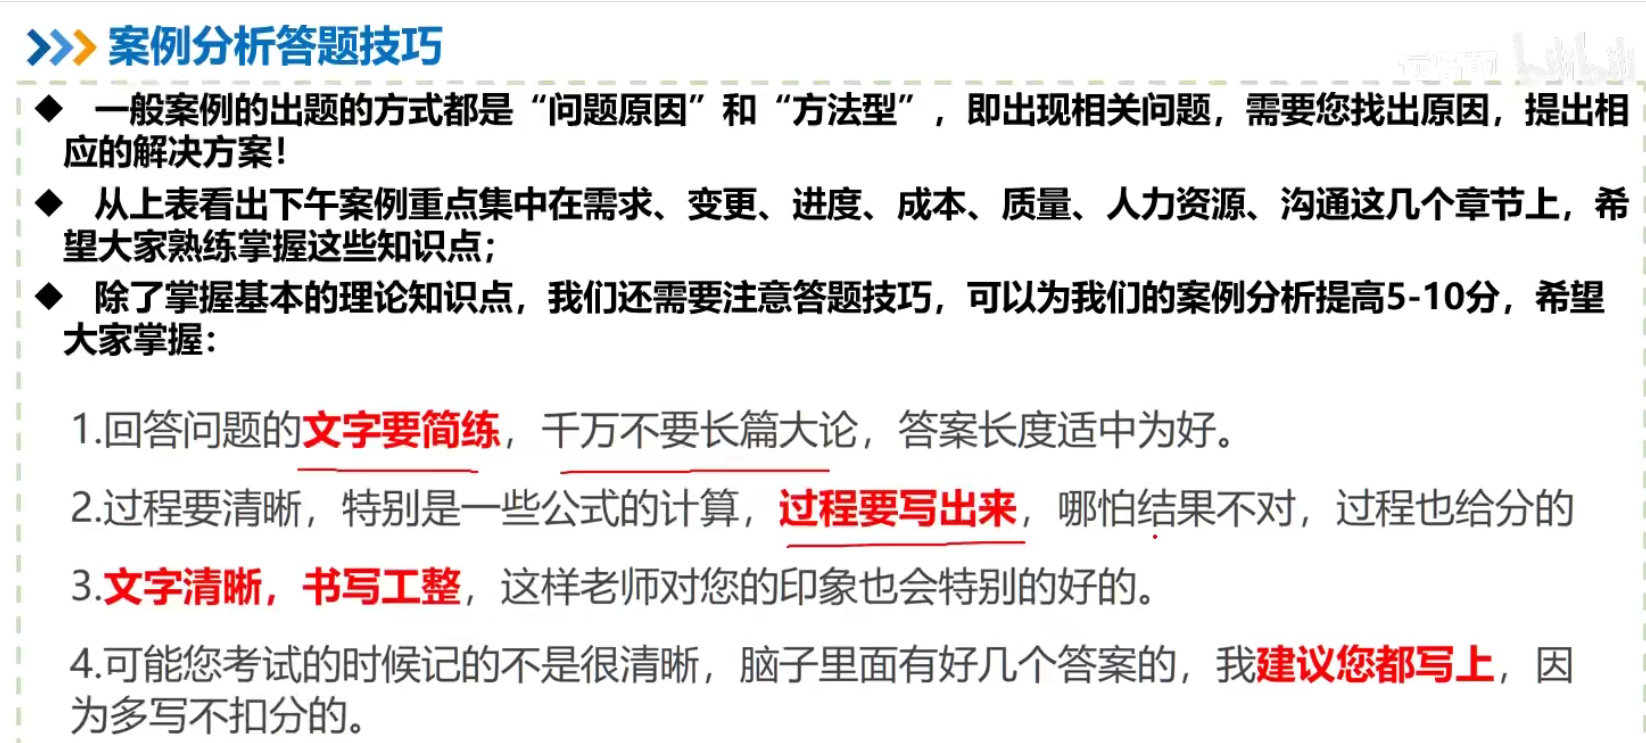 案例分析答题技巧
◆ 一般案例的出题的方式都是“问题原因”和“方法型”，即出现相关问题，需要您找出原因，提出相
应的解决方案！
◆ 从上表看出下午案例重点集中在需求、变更、进度、成本、质量、人力资源、沟通这几个章节上，希
望大家熟练掌握这些知识点；
◆ 除了掌握基本的理论知识点，我们还需要注意答题技巧，可以为我们的案例分析提高5-10分，希望
大家掌握：
1.回答问题的文字要简练，千万不要长篇大论，答案长度适中为好。
2.过程要清晰，特别是一些公式的计算，过程要写出来，哪怕结果不对，过程也给分的
3.文字清晰，书写工整，这样老师对您的印象也会特别的好的。
4.可能您考试的时候记的不是很清晰，脑子里面有好几个答案的，我建议您都写上，因
为多写不扣分的。